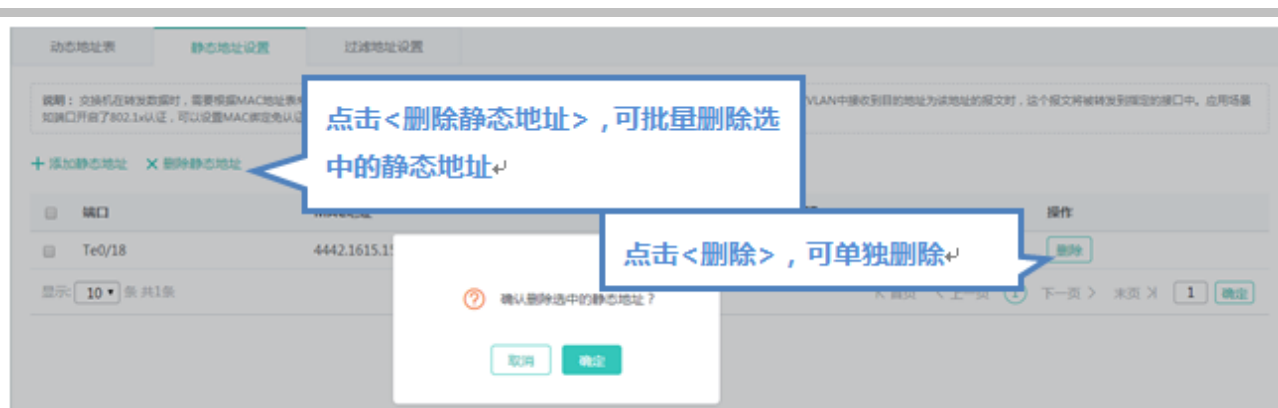 动态地址表 静态地址设置 过滤地址设置
说明：交换机在转发数据时，需要根据MAC地址表 VLAN中接收到目的地址为该地址的报文时，这个报文将被转发到指定的接口中。应用场景
如端口开启了802.1x认证，可以设置MAC绑定免认证
点击<删除静态地址>,可批量删除选
中的静态地址↵
添加静态地址 删除静态地址
端口 操作
点击<删除>，可单独删除↵
Te0/18 4442.1615.15 删除
显示: 10 条 共1条 首页 上一页 1 下一页 末页 1 确定
确认删除选中的静态地址？
取消 确定